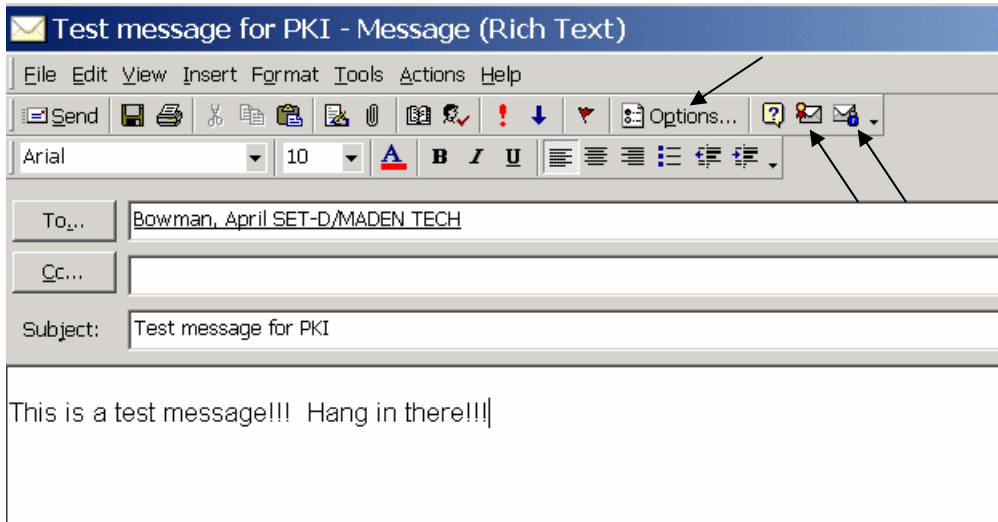 Test message for PKI - Message (Rich Text)
File Edit View Insert Format Tools Actions Help
Send Options...
Arial 10 A B I U
To... Bowman, April SET-D/MADEN TECH
Cc...
Subject: Test message for PKI
This is a test message!!! Hang in there!!!